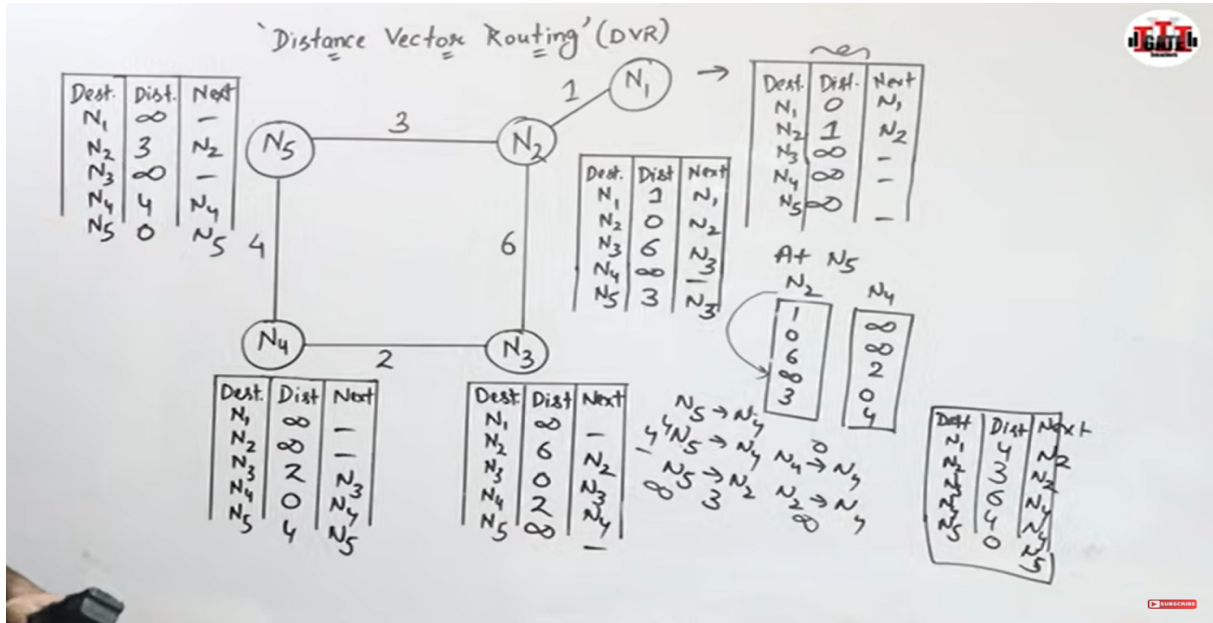 'Distance Vector Routing' (DVR)
GATE
Dest. Dist. Next
N1 ∞ -
N2 3 N2
N3 ∞ -
N4 4 N4
N5 0 N5
N5
3
N2
1
N1 →
Dest. Dist. Next
N1 0 N1
N2 1 N2
N3 ∞ -
N4 ∞ -
N5 ∞ -
Dest. Dist Next
N1 1 N1
N2 0 N2
N3 6 N3
N4 ∞ -
N5 3 N3
4
6
N4
2
N3
At N5
N2 N4
1 ∞
0 ∞
6 2
∞ 0
3 4
Dest. Dist Next
N1 ∞ -
N2 ∞ -
N3 2 N3
N4 0 N4
N5 4 N5
Dest. Dist Next
N1 ∞ -
N2 6 N2
N3 0 N3
N4 2 N4
N5 ∞ -
N5 → N4
4 4 N5 → N4 N4 → N4 0
- N5 → N2 N2 → N4
∞ 3 ∞
Dest Dist Next
N1 4 N2
N2 3 N2
N3 6 N4
N4 4 N4
N5 0 N5
SUBSCRIBE